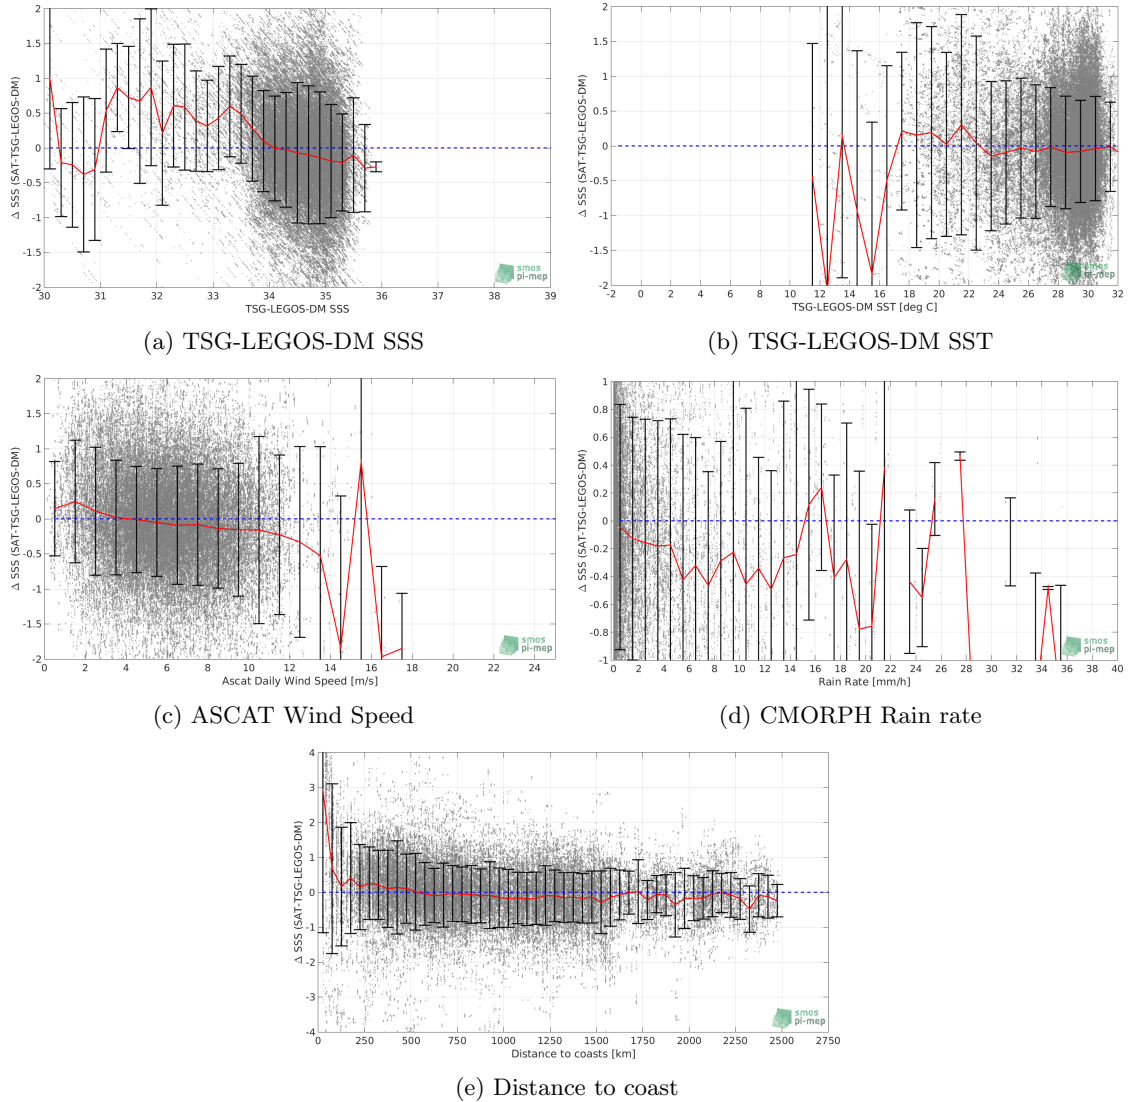 2
1.5
1
0.5
0
-0.5
-1
-1.5
-2
Δ SSS (SAT-TSG-LEGOS-DM)
30 31 32 33 34 35 36 37 38 39
TSG-LEGOS-DM SSS
smos
pi-mep
(a) TSG-LEGOS-DM SSS
2
1.5
1
0.5
0
-0.5
-1
-1.5
-2
Δ SSS (SAT-TSG-LEGOS-DM)
-2 0 2 4 6 8 10 12 14 16 18 20 22 24 26 28 30 32
TSG-LEGOS-DM SST [deg C]
smos
pi-mep
(b) TSG-LEGOS-DM SST
2
1.5
1
0.5
0
-0.5
-1
-1.5
-2
Δ SSS (SAT-TSG-LEGOS-DM)
0 2 4 6 8 10 12 14 16 18 20 22 24
Ascat Daily Wind Speed [m/s]
smos
pi-mep
(c) ASCAT Wind Speed
1
0.8
0.6
0.4
0.2
0
-0.2
-0.4
-0.6
-0.8
-1
Δ SSS (SAT-TSG-LEGOS-DM)
0 2 4 6 8 10 12 14 16 18 20 22 24 26 28 30 32 34 36 38 40
Rain Rate [mm/h]
smos
pi-mep
(d) CMORPH Rain rate
4
3
2
1
0
-1
-2
-3
-4
Δ SSS (SAT-TSG-LEGOS-DM)
0 250 500 750 1000 1250 1500 1750 2000 2250 2500 2750
Distance to coasts [km]
smos
pi-mep
(e) Distance to coast